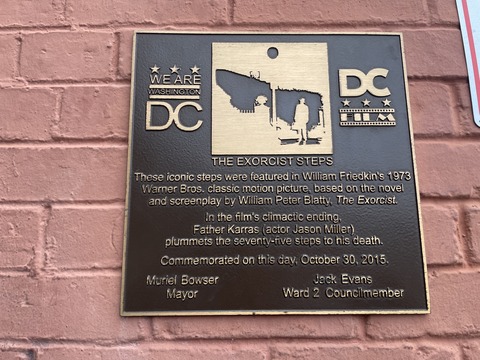 WE ARE
WASHINGTON
DC
DC
FILM
THE EXORCIST STEPS
These iconic steps were featured in William Friedkin's 1973
Warner Bros. classic motion picture, based on the novel
and screenplay by William Peter Blatty, The Exorcist.
In the film's climactic ending,
Father Karras (actor Jason Miller)
plummets the seventy-five steps to his death.
Commemorated on this day, October 30, 2015.
Muriel Bowser
Mayor
Jack Evans
Ward 2 Councilmember